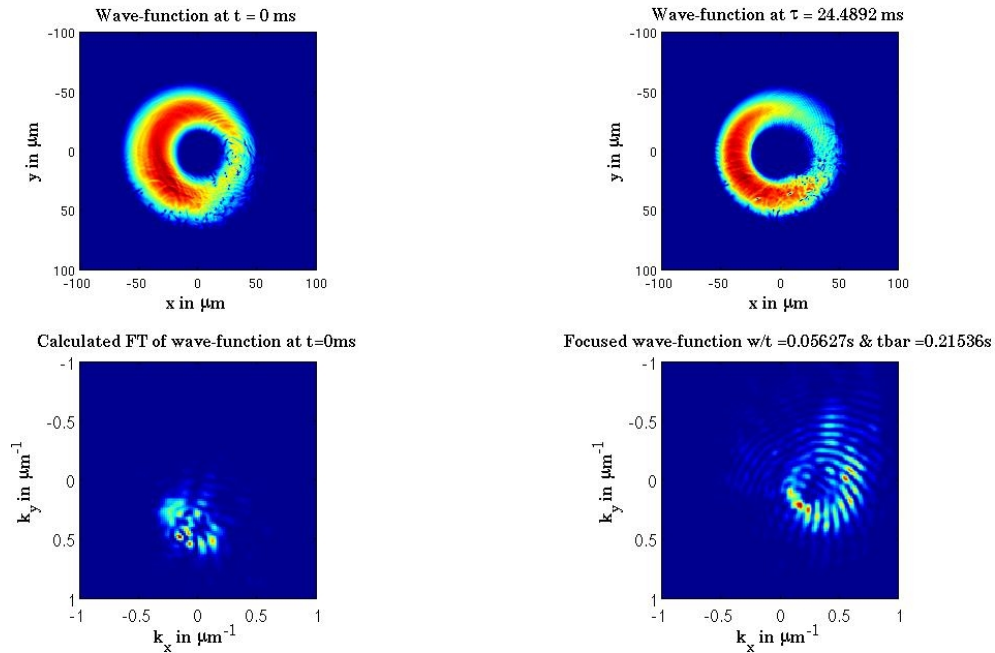 Wave-function at t = 0 ms
-100
-50
0
50
100
y in μm
-100 -50 0 50 100
x in μm
Wave-function at τ = 24.4892 ms
-100
-50
0
50
100
y in μm
-100 -50 0 50 100
x in μm
Calculated FT of wave-function at t=0ms
-1
-0.5
0
0.5
1
k_y in μm⁻¹
-1 -0.5 0 0.5 1
k_x in μm⁻¹
Focused wave-function w/t =0.05627s & tbar =0.21536s
-1
-0.5
0
0.5
1
k_y in μm⁻¹
-1 -0.5 0 0.5 1
k_x in μm⁻¹